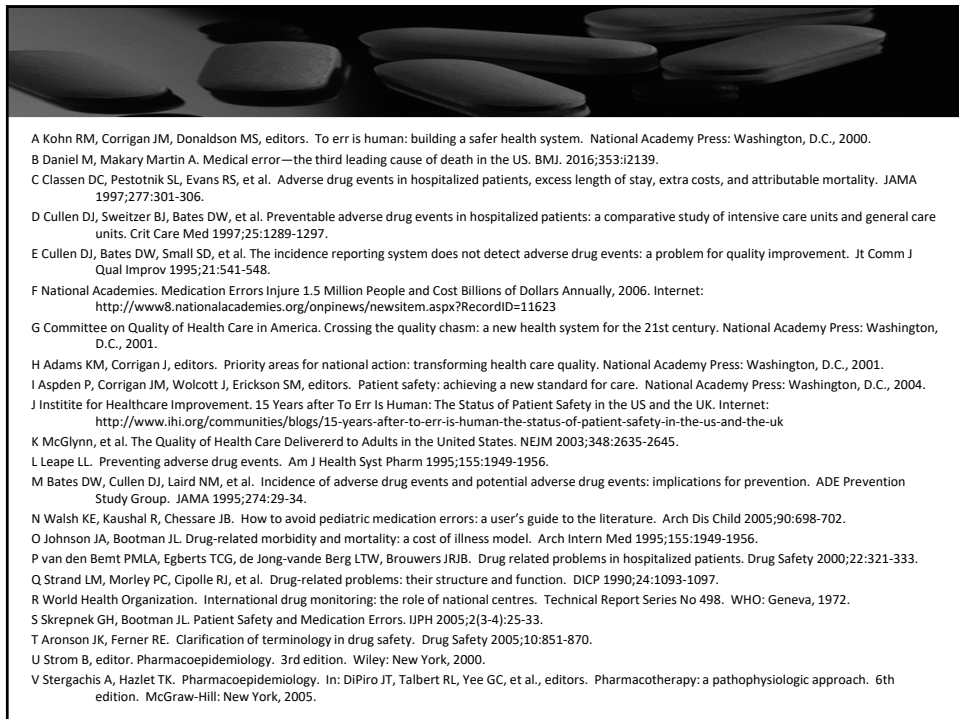 A Kohn RM, Corrigan JM, Donaldson MS, editors.  To err is human: building a safer health system.  National Academy Press: Washington, D.C., 2000.
B Daniel M, Makary Martin A. Medical error—the third leading cause of death in the US. BMJ. 2016;353:i2139.
C Classen DC, Pestotnik SL, Evans RS, et al.  Adverse drug events in hospitalized patients, excess length of stay, extra costs, and attributable mortality.  JAMA
1997;277:301-306.
D Cullen DJ, Sweitzer BJ, Bates DW, et al. Preventable adverse drug events in hospitalized patients: a comparative study of intensive care units and general care
units. Crit Care Med 1997;25:1289-1297.
E Cullen DJ, Bates DW, Small SD, et al. The incidence reporting system does not detect adverse drug events: a problem for quality improvement.  Jt Comm J
Qual Improv 1995;21:541-548.
F National Academies. Medication Errors Injure 1.5 Million People and Cost Billions of Dollars Annually, 2006. Internet:
http://www8.nationalacademies.org/onpinews/newsitem.aspx?RecordID=11623
G Committee on Quality of Health Care in America. Crossing the quality chasm: a new health system for the 21st century. National Academy Press: Washington,
D.C., 2001.
H Adams KM, Corrigan J, editors.  Priority areas for national action: transforming health care quality. National Academy Press: Washington, D.C., 2001.
I Aspden P, Corrigan JM, Wolcott J, Erickson SM, editors.  Patient safety: achieving a new standard for care.  National Academy Press: Washington, D.C., 2004.
J Institite for Healthcare Improvement. 15 Years after To Err Is Human: The Status of Patient Safety in the US and the UK. Internet:
http://www.ihi.org/communities/blogs/15-years-after-to-err-is-human-the-status-of-patient-safety-in-the-us-and-the-uk
K McGlynn, et al. The Quality of Health Care Delivererd to Adults in the United States. NEJM 2003;348:2635-2645.
L Leape LL.  Preventing adverse drug events.  Am J Health Syst Pharm 1995;155:1949-1956.
M Bates DW, Cullen DJ, Laird NM, et al.  Incidence of adverse drug events and potential adverse drug events: implications for prevention.  ADE Prevention
Study Group.  JAMA 1995;274:29-34.
N Walsh KE, Kaushal R, Chessare JB.  How to avoid pediatric medication errors: a user's guide to the literature.  Arch Dis Child 2005;90:698-702.
O Johnson JA, Bootman JL. Drug-related morbidity and mortality: a cost of illness model.  Arch Intern Med 1995;155:1949-1956.
P van den Bemt PMLA, Egberts TCG, de Jong-vande Berg LTW, Brouwers JRJB.  Drug related problems in hospitalized patients. Drug Safety 2000;22:321-333.
Q Strand LM, Morley PC, Cipolle RJ, et al.  Drug-related problems: their structure and function.  DICP 1990;24:1093-1097.
R World Health Organization.  International drug monitoring: the role of national centres.  Technical Report Series No 498.  WHO: Geneva, 1972.
S Skrepnek GH, Bootman JL. Patient Safety and Medication Errors. IJPH 2005;2(3-4):25-33.
T Aronson JK, Ferner RE.  Clarification of terminology in drug safety.  Drug Safety 2005;10:851-870.
U Strom B, editor. Pharmacoepidemiology.  3rd edition.  Wiley: New York, 2000.
V Stergachis A, Hazlet TK.  Pharmacoepidemiology.  In: DiPiro JT, Talbert RL, Yee GC, et al., editors.  Pharmacotherapy: a pathophysiologic approach.  6th
edition.  McGraw-Hill: New York, 2005.